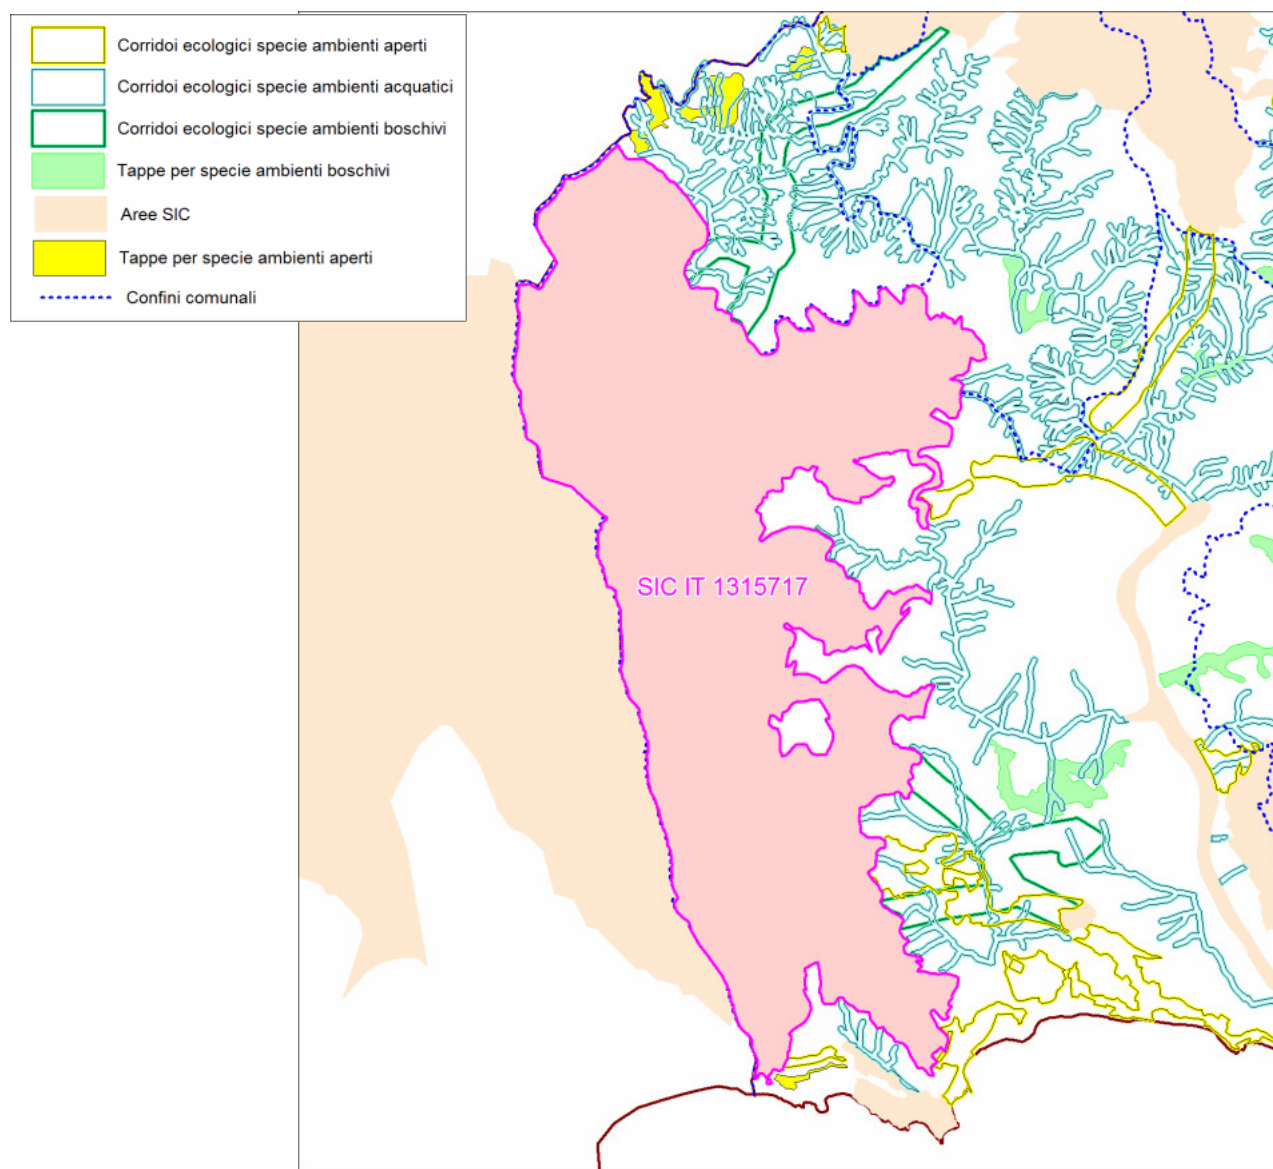 Corridoi ecologici specie ambienti aperti
Corridoi ecologici specie ambienti acquatici
Corridoi ecologici specie ambienti boschivi
Tappe per specie ambienti boschivi
Aree SIC
Tappe per specie ambienti aperti
Confini comunali
SIC IT 1315717